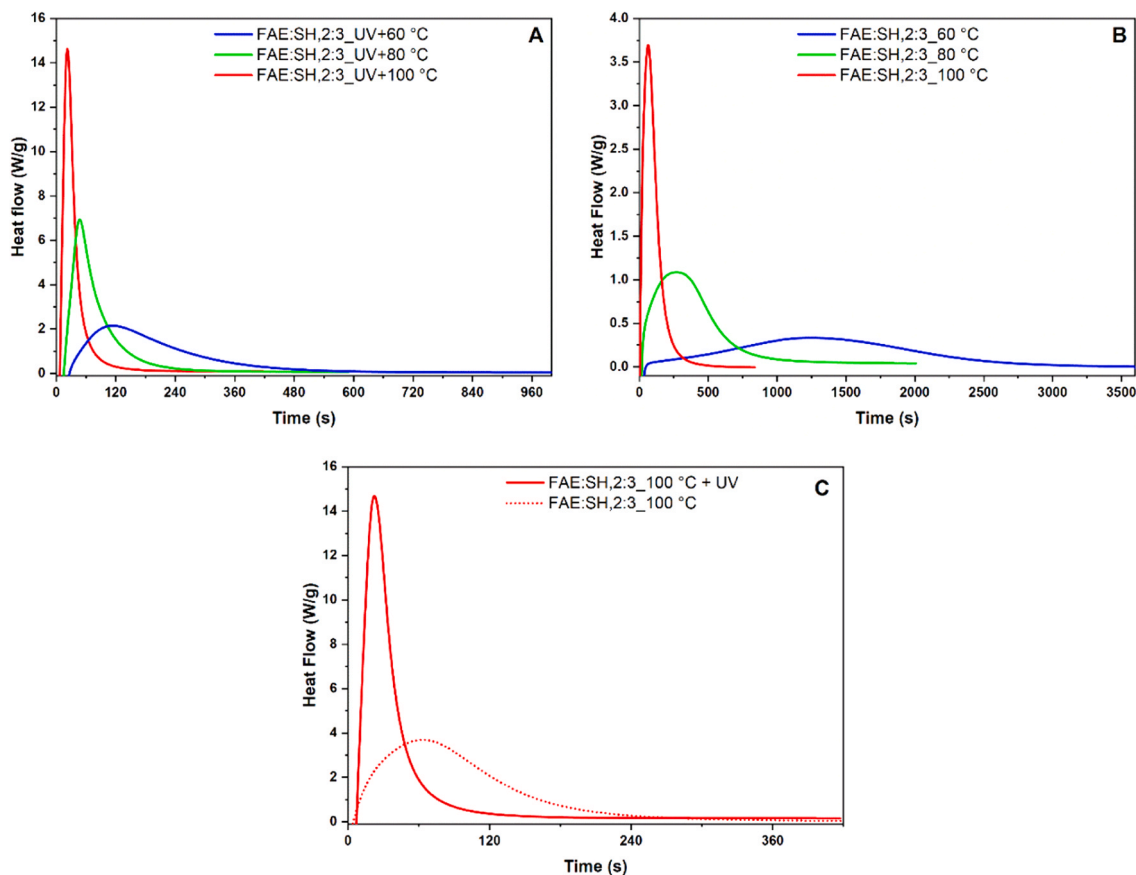 A
FAE:SH,2:3_UV+60 °C
FAE:SH,2:3_UV+80 °C
FAE:SH,2:3_UV+100 °C
Heat flow (W/g)
16
14
12
10
8
6
4
2
0
0 120 240 360 480 600 720 840 960
Time (s)
B
FAE:SH,2:3_60 °C
FAE:SH,2:3_80 °C
FAE:SH,2:3_100 °C
Heat Flow (W/g)
4.0
3.5
3.0
2.5
2.0
1.5
1.0
0.5
0.0
0 500 1000 1500 2000 2500 3000 3500
Time (s)
C
FAE:SH,2:3_100 °C + UV
FAE:SH,2:3_100 °C
Heat Flow (W/g)
16
14
12
10
8
6
4
2
0
0 120 240 360
Time (s)